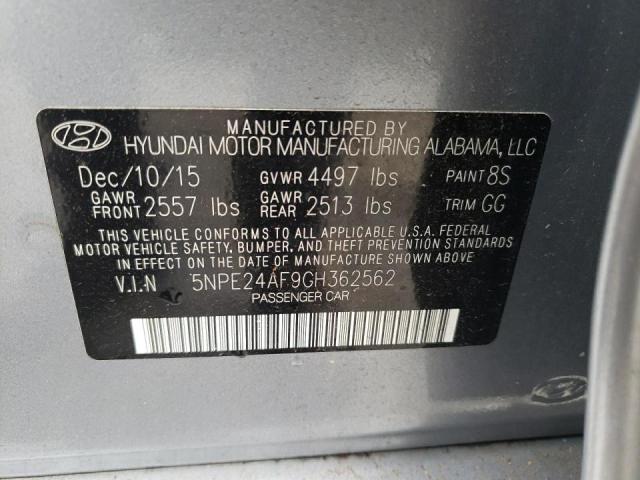 MANUFACTURED BY
HYUNDAI MOTOR MANUFACTURING ALABAMA, LLC
Dec/10/15 GVWR 4497 lbs PAINT 8S
GAWR FRONT 2557 lbs GAWR REAR 2513 lbs TRIM GG
THIS VEHICLE CONFORMS TO ALL APPLICABLE U.S.A. FEDERAL
MOTOR VEHICLE SAFETY, BUMPER, AND THEFT PREVENTION
STANDARDS IN EFFECT ON THE DATE OF MANUFACTURE SHOWN ABOVE
V.I.N 5NPE24AF9GH362562
PASSENGER CAR